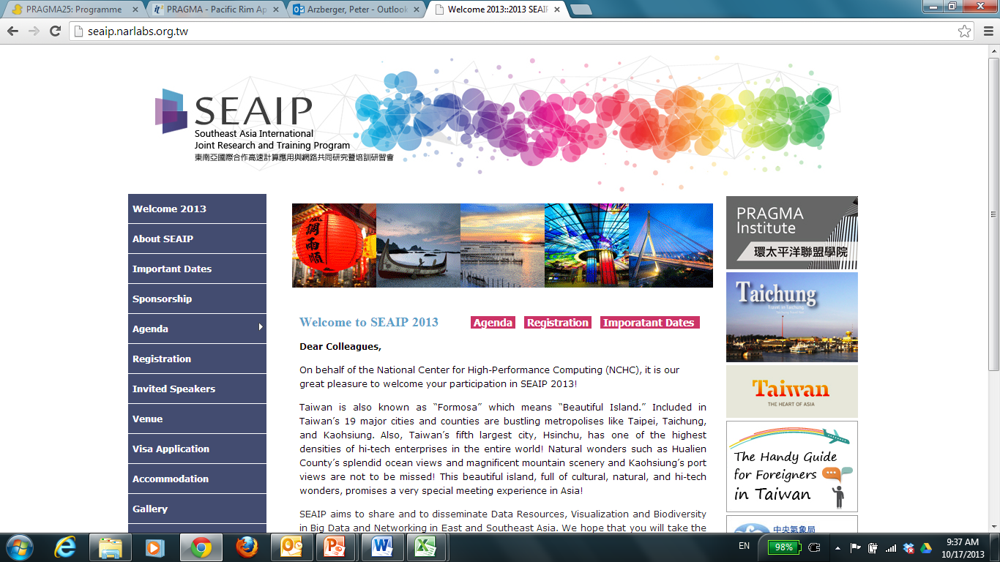 PRAGMA25: Programme
PRAGMA - Pacific Rim Ap
Arzberger, Peter - Outlook
Welcome 2013::2013 SEAIP
seaip.narlabs.org.tw
SEAIP
Southeast Asia International
Joint Research and Training Program
東南亞國際合作高速計算應用與網路共同研究暨培訓研習會
Welcome 2013
About SEAIP
Important Dates
Sponsorship
Agenda
Registration
Invited Speakers
Venue
Visa Application
Accommodation
Gallery
風調雨順
Welcome to SEAIP 2013
Agenda
Registration
Imporatant Dates
Dear Colleagues,
On behalf of the National Center for High-Performance Computing (NCHC), it is our
great pleasure to welcome your participation in SEAIP 2013!
Taiwan is also known as “Formosa” which means “Beautiful Island.” Included in
Taiwan’s 19 major cities and counties are bustling metropolises like Taipei, Taichung,
and Kaohsiung. Also, Taiwan’s fifth largest city, Hsinchu, has one of the highest
densities of hi-tech enterprises in the entire world! Natural wonders such as Hualien
County’s splendid ocean views and magnificent mountain scenery and Kaohsiung’s port
views are not to be missed! This beautiful island, full of cultural, natural, and hi-tech
wonders, promises a very special meeting experience in Asia!
SEAIP aims to share and to disseminate Data Resources, Visualization and Biodiversity
in Big Data and Networking in East and Southeast Asia. We hope that you will take the
PRAGMA
Institute
環太平洋聯盟學院
Taichung
Travel in Taichung
Taiwan
THE HEART OF ASIA
The Handy Guide
for Foreigners
in Taiwan
中央氣象局
EN
98%
9:37 AM
10/17/2013